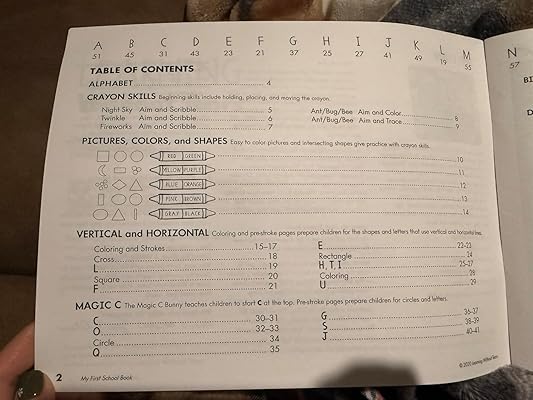 A B C D E F G H I J K L M N
51 45 31 43 23 21 37 25 27 41 49 19 55 57
TABLE OF CONTENTS
ALPHABET 4
CRAYON SKILLS Beginning skills include holding, placing, and moving the crayon.
Night Sky Aim and Scribble 5
Twinkle Aim and Scribble 6
Fireworks Aim and Scribble 7
Ant/Bug/Bee Aim and Color 8
Ant/Bug/Bee Aim and Trace 9
PICTURES, COLORS, and SHAPES Easy to color pictures and intersecting shapes give practice with crayon skills.
RED GREEN 10
YELLOW PURPLE 11
BLUE ORANGE 12
PINK BROWN 13
GRAY BLACK 14
VERTICAL and HORIZONTAL Coloring and pre-stroke pages prepare children for the shapes and letters that use vertical and horizontal lines.
Coloring and Strokes 15–17
Cross 18
L 19
Square 20
F 21
E 22–23
Rectangle 24
H, T, I 25–27
Coloring 28
U 29
MAGIC C The Magic C Bunny teaches children to start C at the top. Pre-stroke pages prepare children for circles and letters.
C 30–31
O 32–33
Circle 34
Q 35
G 36–37
S 38–39
J 40–41
2 My First School Book
© 2020 Learning Without Tears
BI
D